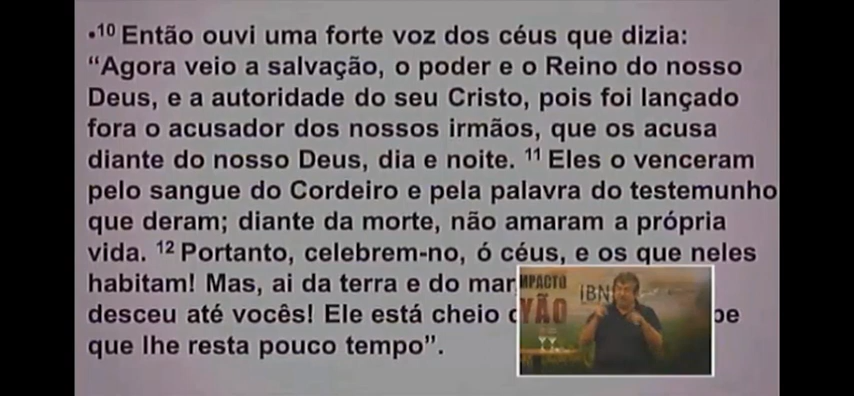 •¹⁰ Então ouvi uma forte voz dos céus que dizia:
“Agora veio a salvação, o poder e o Reino do nosso
Deus, e a autoridade do seu Cristo, pois foi lançado
fora o acusador dos nossos irmãos, que os acusa
diante do nosso Deus, dia e noite. ¹¹ Eles o venceram
pelo sangue do Cordeiro e pela palavra do testemunho
que deram; diante da morte, não amaram a própria
vida. ¹² Portanto, celebrem-no, ó céus, e os que neles
habitam! Mas, ai da terra e do mar,
desceu até vocês! Ele está cheio
que lhe resta pouco tempo”.
MPACTO
YÃO
IBN